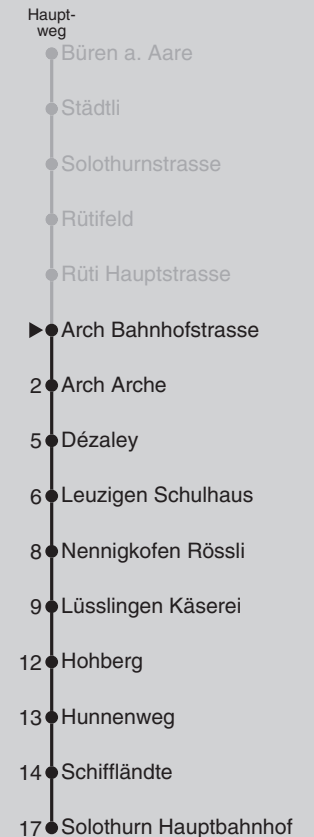 Haupt-
weg
Büren a. Aare
Städtli
Solothurnstrasse
Rütifeld
Rüti Hauptstrasse
Arch Bahnhofstrasse
2 Arch Arche
5 Dézaley
6 Leuzigen Schulhaus
8 Nennigkofen Rössli
9 Lüsslingen Käserei
12 Hohberg
13 Hunnenweg
14 Schiffländte
17 Solothurn Hauptbahnhof